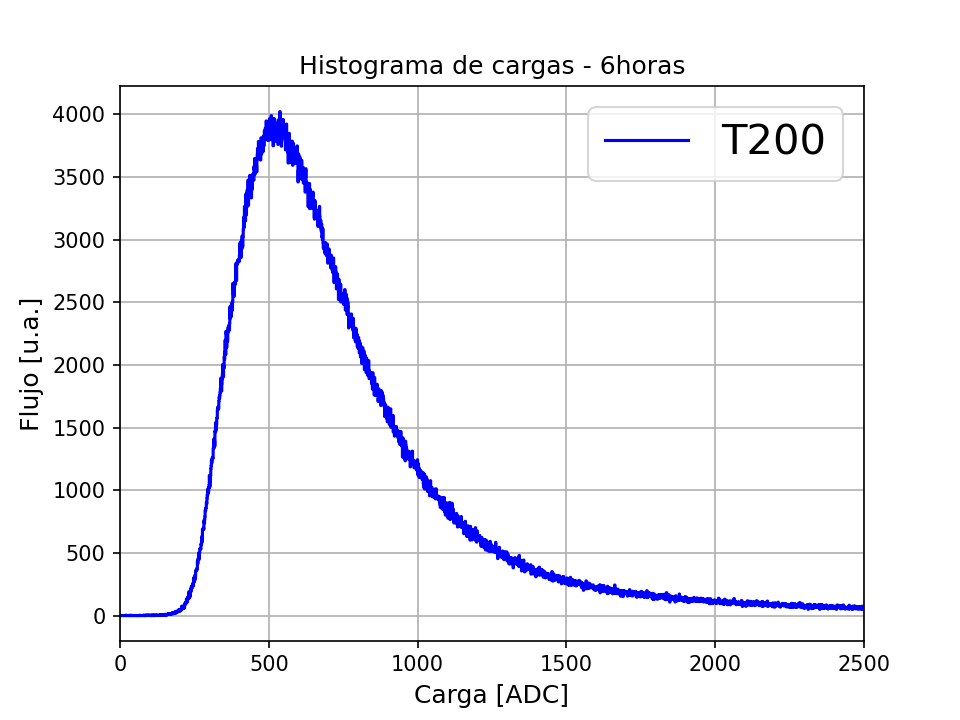 Histograma de cargas - 6horas
T200
Flujo [u.a.]
4000
3500
3000
2500
2000
1500
1000
500
0
0 500 1000 1500 2000 2500
Carga [ADC]